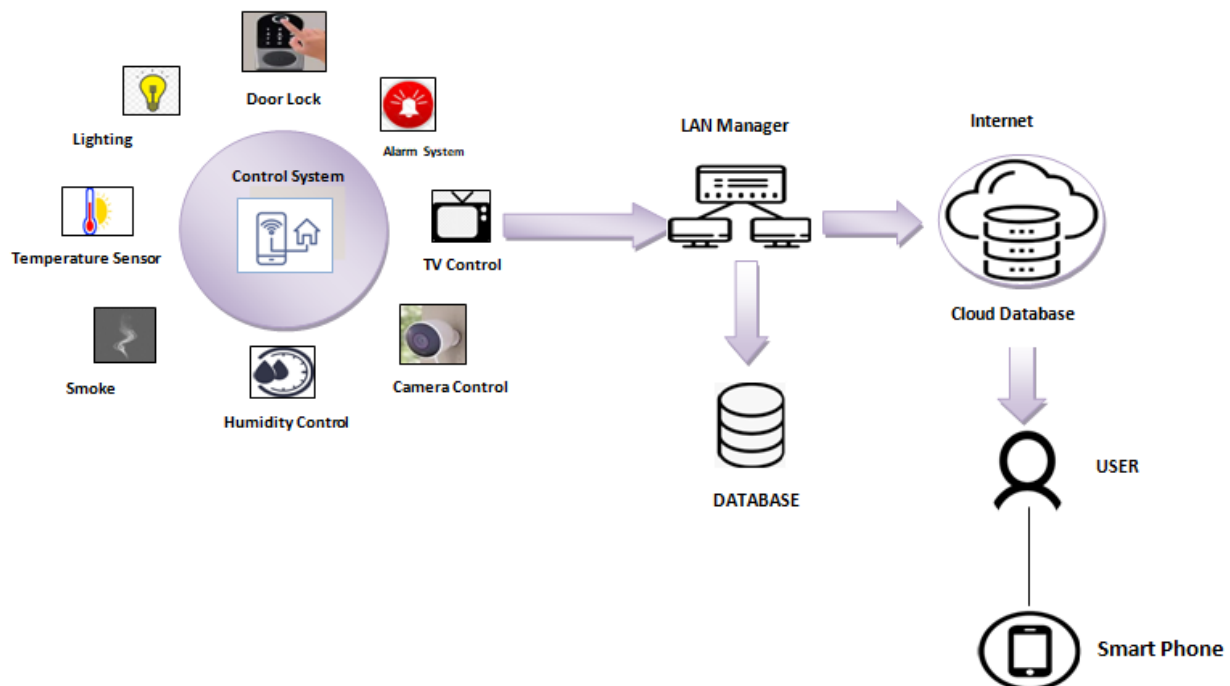 Door Lock
Lighting
Alarm System
Control System
Temperature Sensor
TV Control
Smoke
Camera Control
Humidity Control
LAN Manager
Internet
Cloud Database
DATABASE
USER
Smart Phone